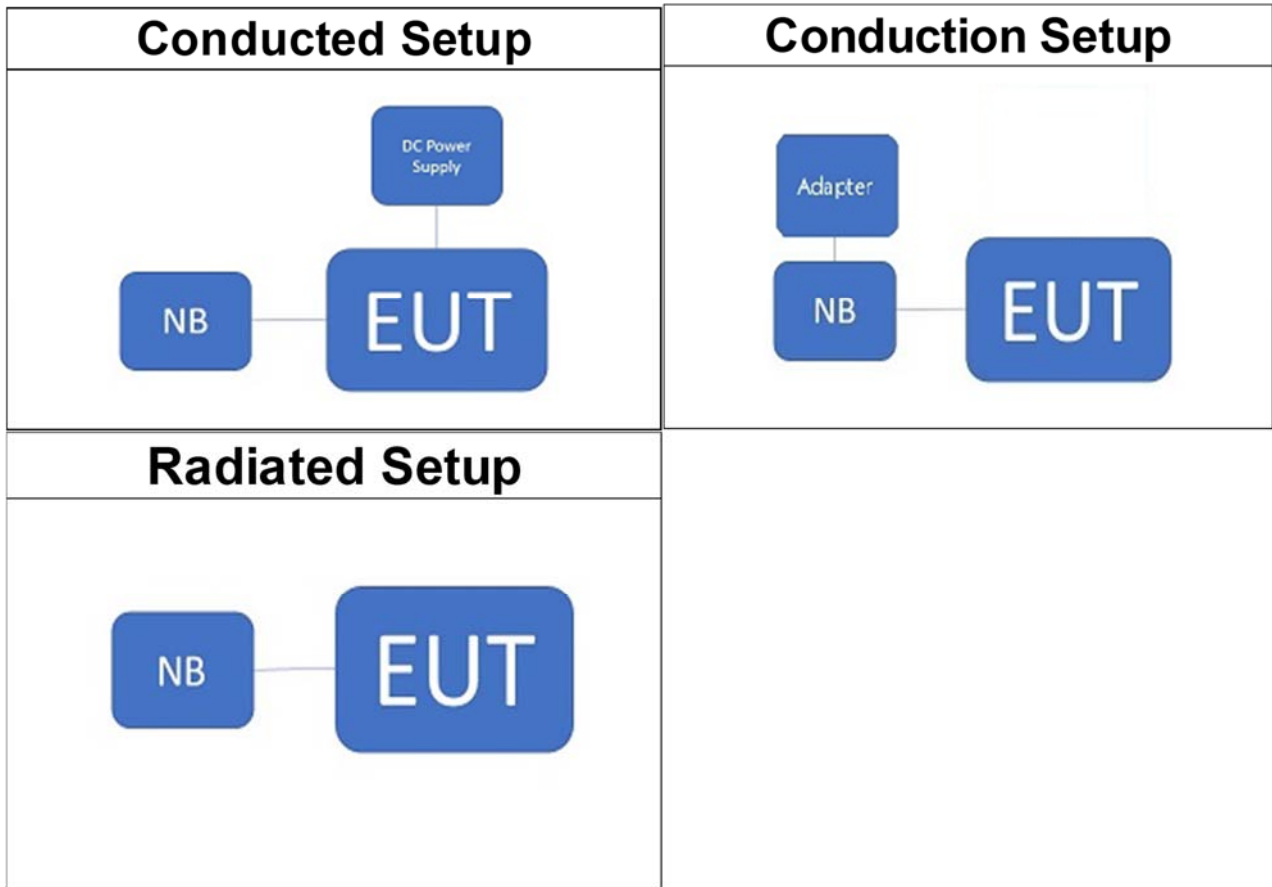 Conducted Setup
DC Power
Supply
NB
EUT
Conduction Setup
Adapter
NB
EUT
Radiated Setup
NB
EUT